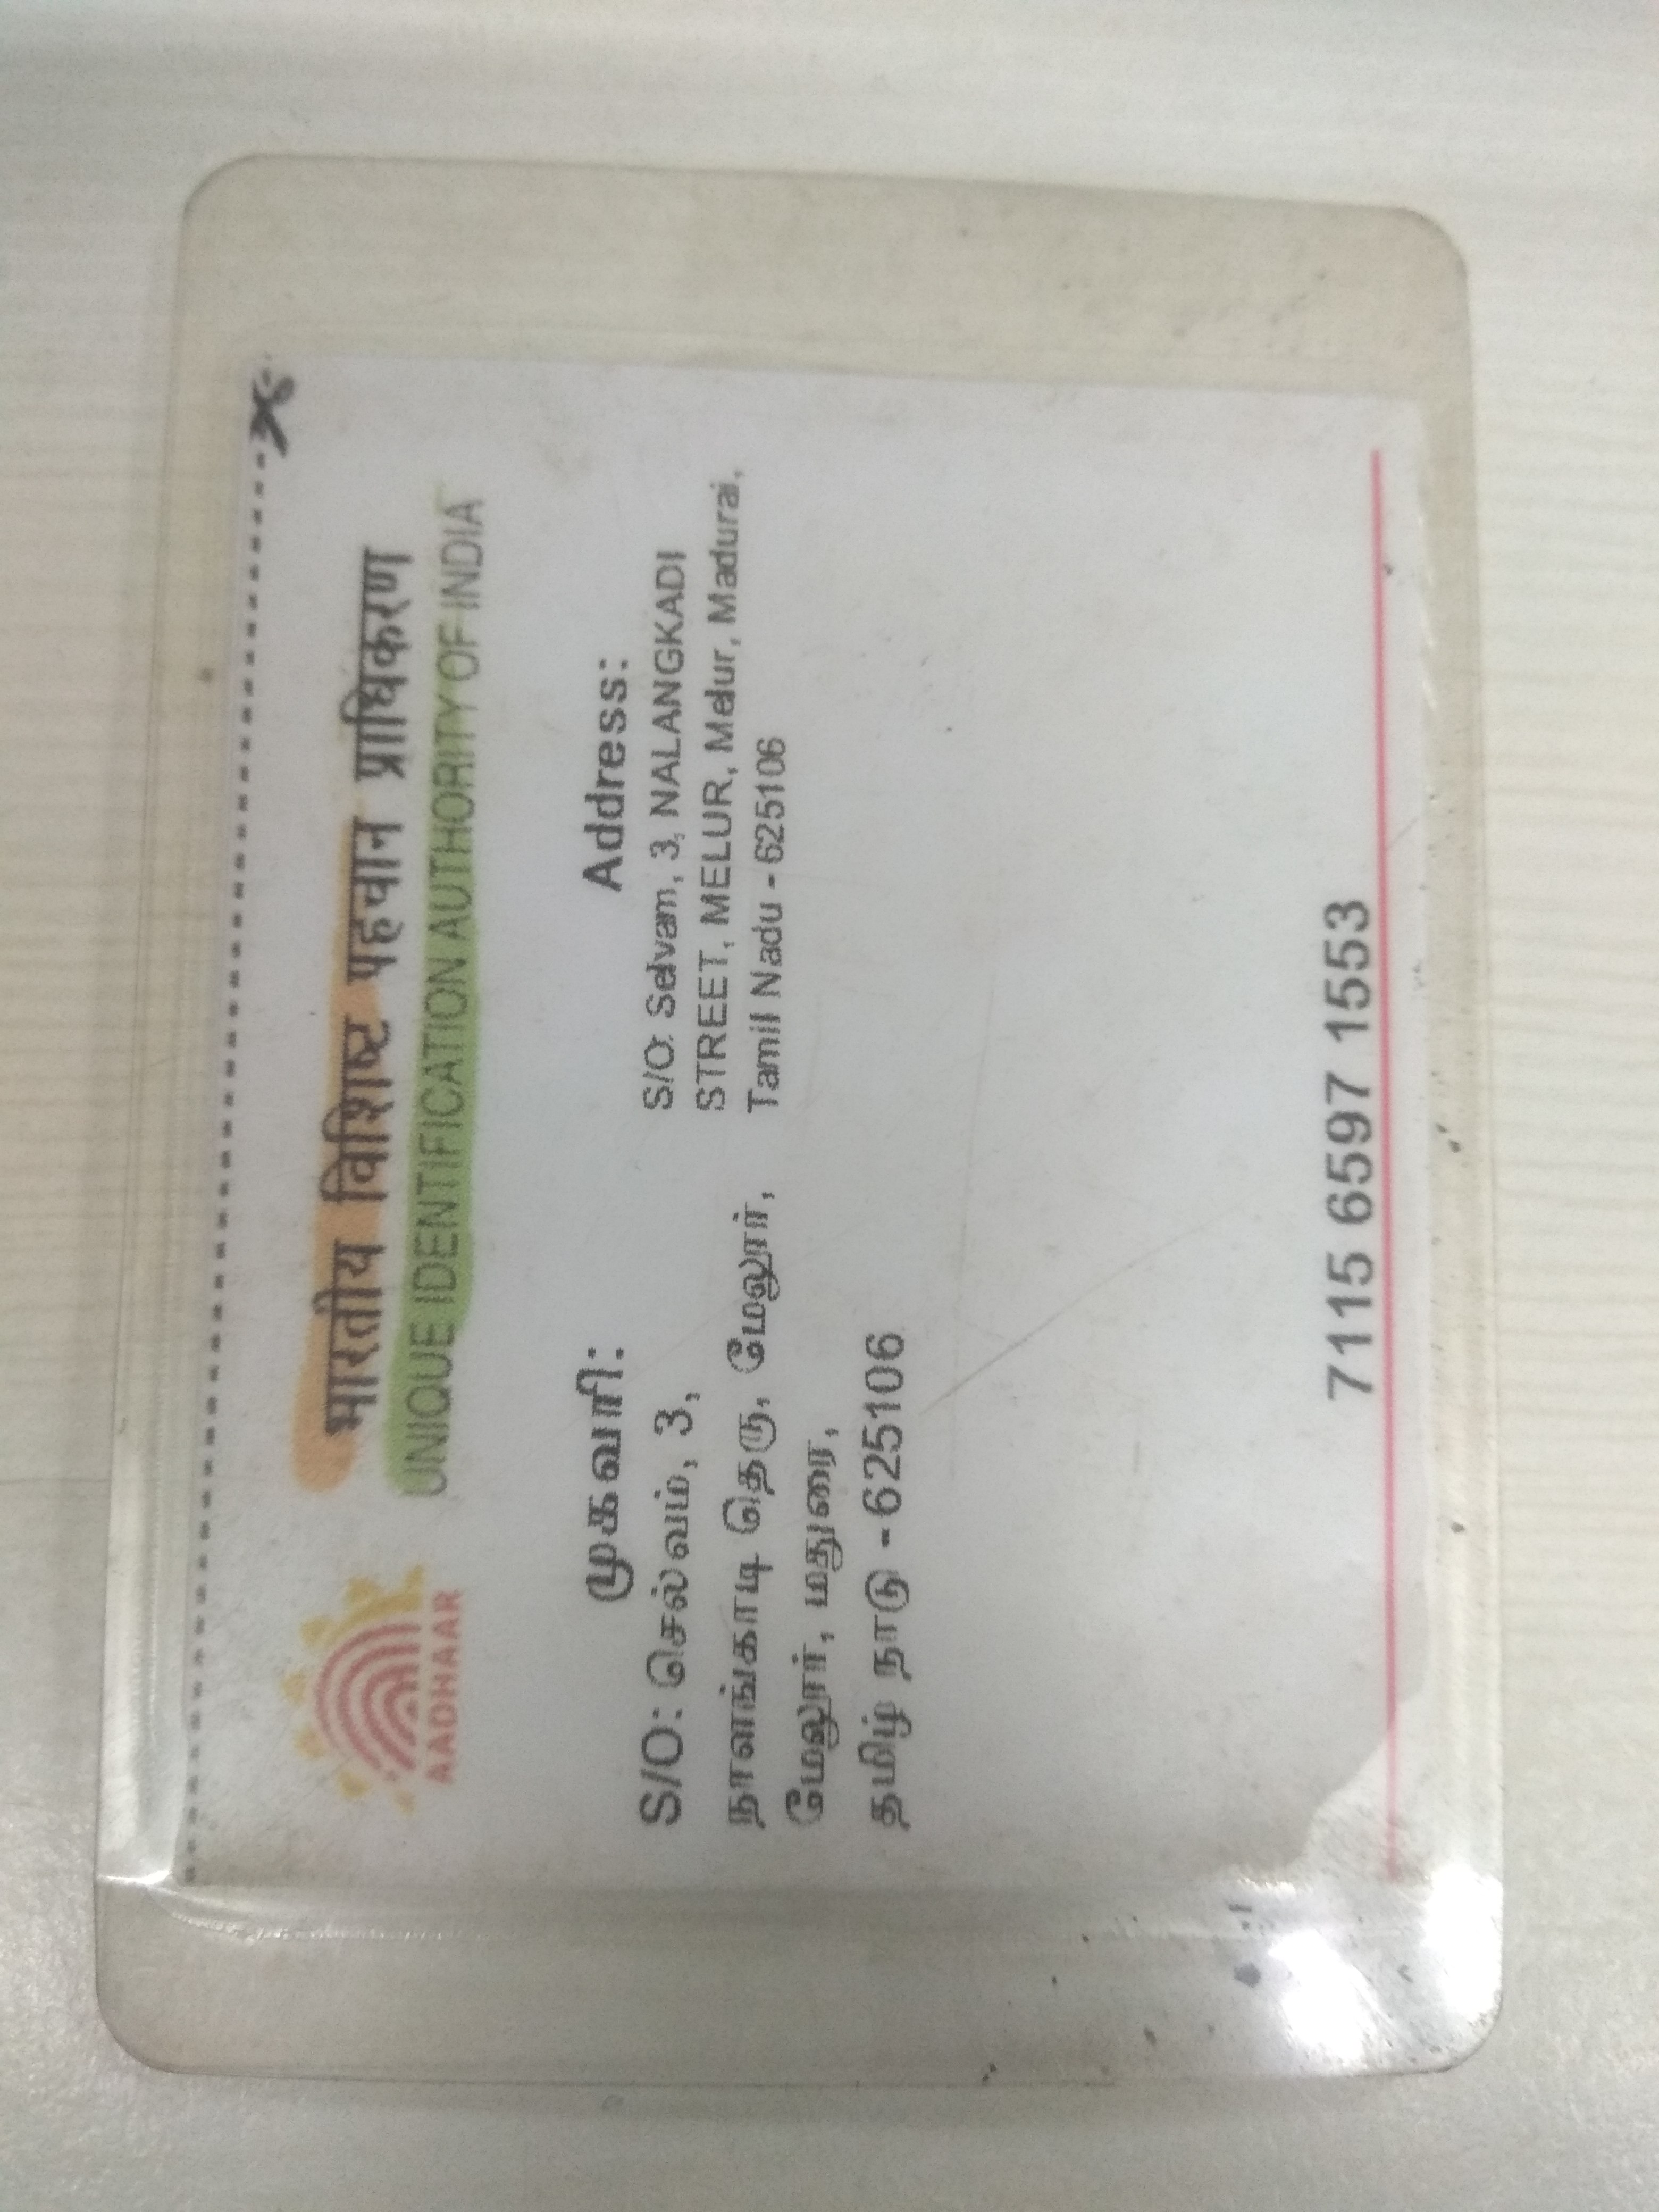 भारतीय विशिष्ट पहचान प्राधिकरण
UNIQUE IDENTIFICATION AUTHORITY OF INDIA
AADHAAR
முகவரி:
S/O: செல்வம், 3,
நாளங்காடி தெரு, மேலூர்,
மேலூர், மதுரை,
தமிழ் நாடு - 625106
Address:
S/O: Selvam, 3, NALANGKADI
STREET, MELUR, Melur, Madurai,
Tamil Nadu - 625106
7115 6597 1553